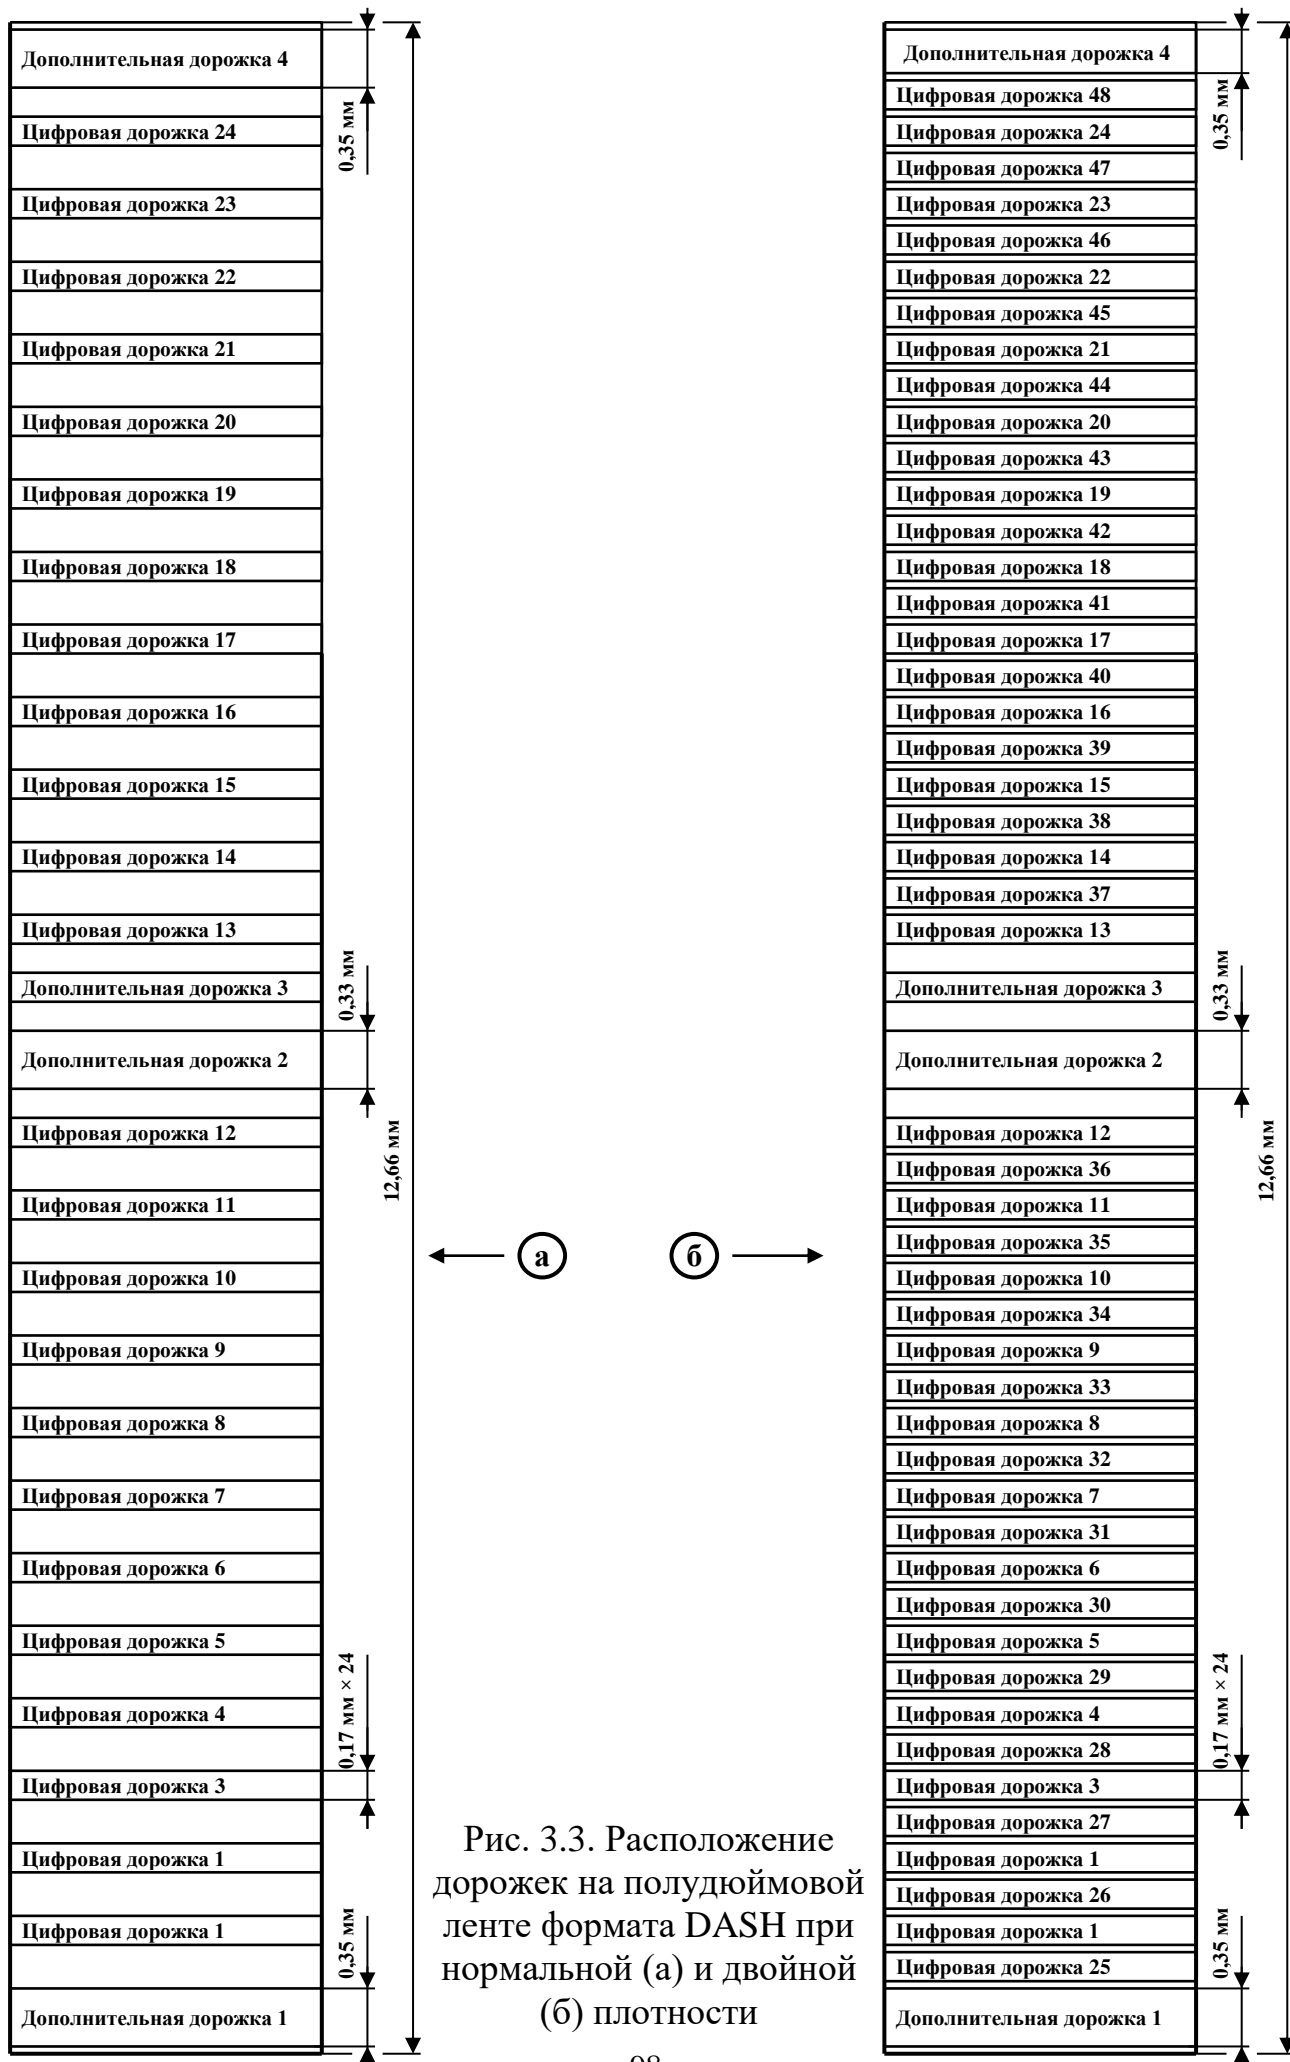 Дополнительная дорожка 4
Цифровая дорожка 24
Цифровая дорожка 23
Цифровая дорожка 22
Цифровая дорожка 21
Цифровая дорожка 20
Цифровая дорожка 19
Цифровая дорожка 18
Цифровая дорожка 17
Цифровая дорожка 16
Цифровая дорожка 15
Цифровая дорожка 14
Цифровая дорожка 13
Дополнительная дорожка 3
Дополнительная дорожка 2
Цифровая дорожка 12
Цифровая дорожка 11
Цифровая дорожка 10
Цифровая дорожка 9
Цифровая дорожка 8
Цифровая дорожка 7
Цифровая дорожка 6
Цифровая дорожка 5
Цифровая дорожка 4
Цифровая дорожка 3
Цифровая дорожка 1
Цифровая дорожка 1
Дополнительная дорожка 1
0,35 мм
0,33 мм
12,66 мм
0,17 мм × 24
0,35 мм
а
б
Дополнительная дорожка 4
Цифровая дорожка 48
Цифровая дорожка 24
Цифровая дорожка 47
Цифровая дорожка 23
Цифровая дорожка 46
Цифровая дорожка 22
Цифровая дорожка 45
Цифровая дорожка 21
Цифровая дорожка 44
Цифровая дорожка 20
Цифровая дорожка 43
Цифровая дорожка 19
Цифровая дорожка 42
Цифровая дорожка 18
Цифровая дорожка 41
Цифровая дорожка 17
Цифровая дорожка 40
Цифровая дорожка 16
Цифровая дорожка 39
Цифровая дорожка 15
Цифровая дорожка 38
Цифровая дорожка 14
Цифровая дорожка 37
Цифровая дорожка 13
Дополнительная дорожка 3
Дополнительная дорожка 2
Цифровая дорожка 12
Цифровая дорожка 36
Цифровая дорожка 11
Цифровая дорожка 35
Цифровая дорожка 10
Цифровая дорожка 34
Цифровая дорожка 9
Цифровая дорожка 33
Цифровая дорожка 8
Цифровая дорожка 32
Цифровая дорожка 7
Цифровая дорожка 31
Цифровая дорожка 6
Цифровая дорожка 30
Цифровая дорожка 5
Цифровая дорожка 29
Цифровая дорожка 4
Цифровая дорожка 28
Цифровая дорожка 3
Цифровая дорожка 27
Цифровая дорожка 1
Цифровая дорожка 26
Цифровая дорожка 1
Цифровая дорожка 25
Дополнительная дорожка 1
0,35 мм
0,33 мм
12,66 мм
0,17 мм × 24
0,35 мм
Рис. 3.3. Расположение
дорожек на полудюймовой
ленте формата DASH при
нормальной (а) и двойной
(б) плотности